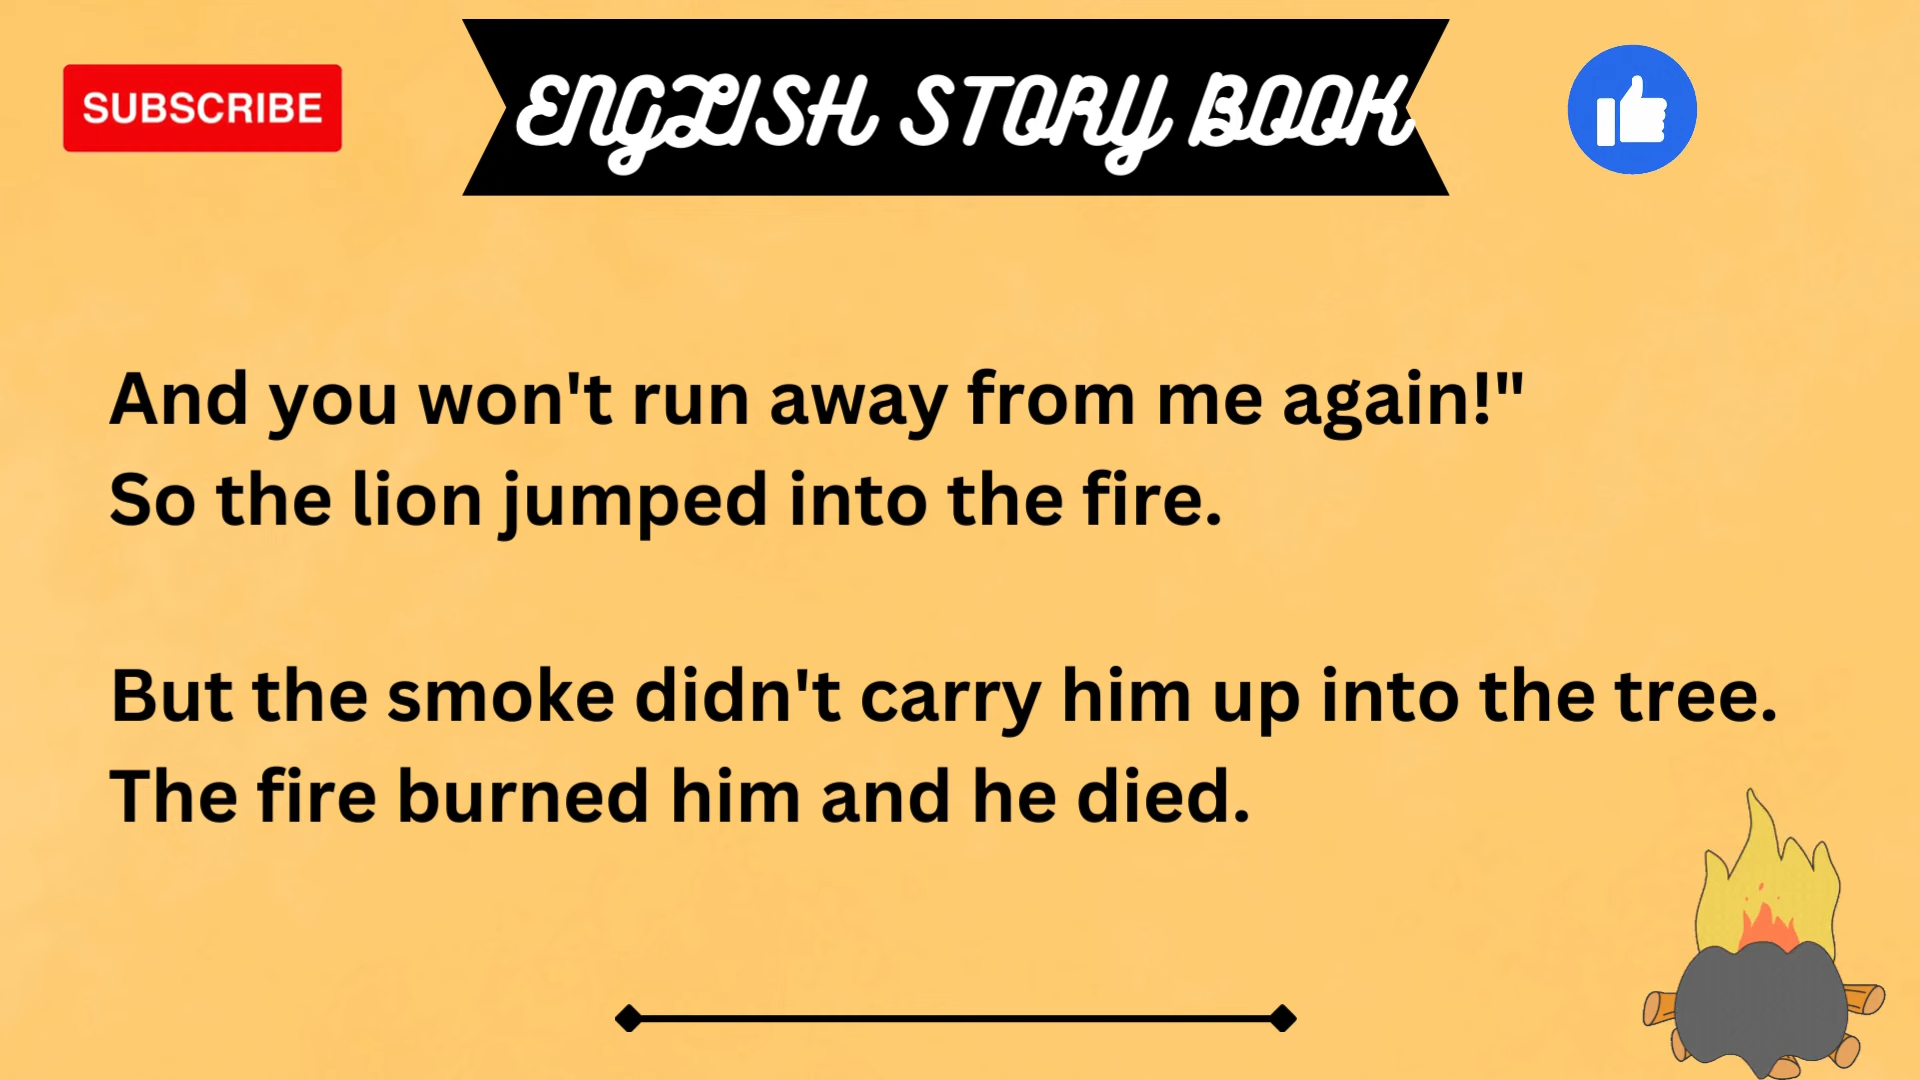 SUBSCRIBE
ENGLISH STORY BOOK
And you won't run away from me again!"
So the lion jumped into the fire.
But the smoke didn't carry him up into the tree.
The fire burned him and he died.